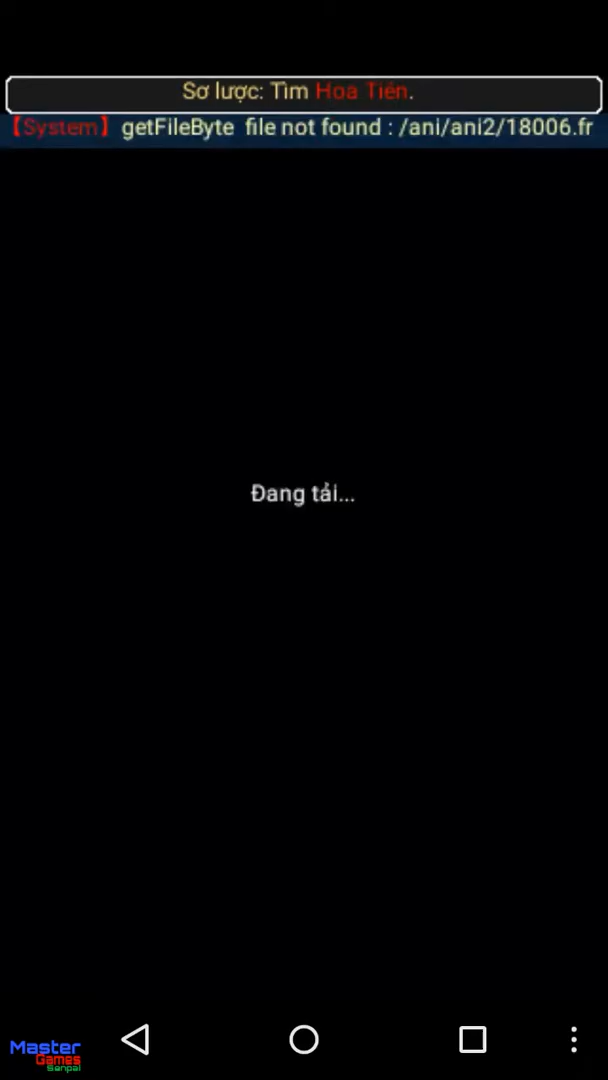 Sơ lược: Tìm Hoa Tiên.
【System】 getFileByte file not found : /ani/ani2/18006.fr
Đang tải...
Master
Games
Senpai